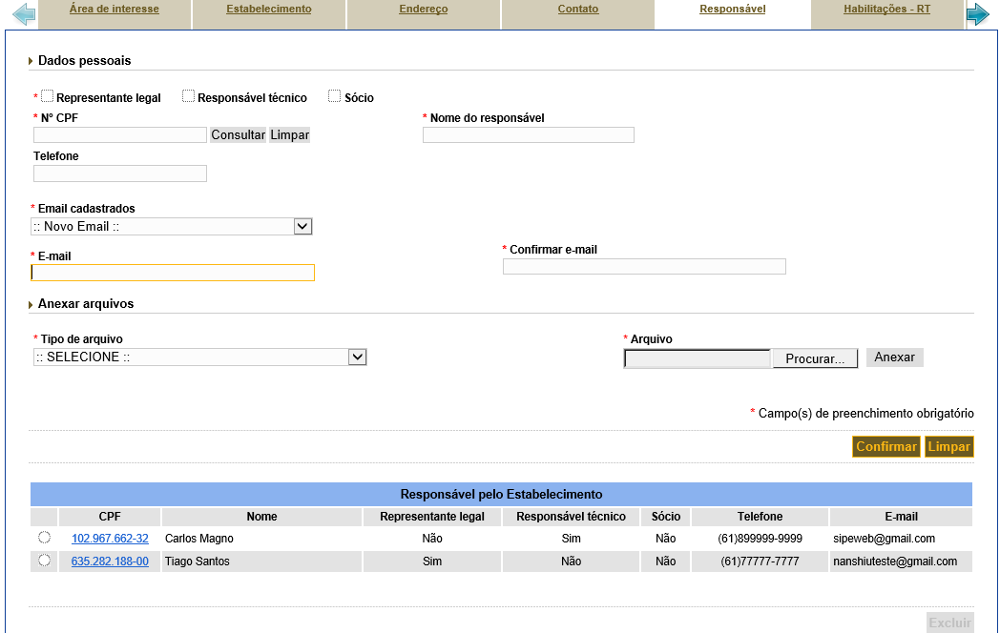 Área de interesse Estabelecimento Endereço Contato Responsável Habilitações - RT
Dados pessoais
* Representante legal Responsável técnico Sócio
* Nº CPF * Nome do responsável
Consultar Limpar
Telefone
* Email cadastrados
:: Novo Email ::
* E-mail * Confirmar e-mail
Anexar arquivos
* Tipo de arquivo * Arquivo
:: SELECIONE :: Procurar... Anexar
* Campo(s) de preenchimento obrigatório
Confirmar Limpar
Responsável pelo Estabelecimento
CPF Nome Representante legal Responsável técnico Sócio Telefone E-mail
102.967.662-32 Carlos Magno Não Sim Não (61)899999-9999 sipeweb@gmail.com
635.282.188-00 Tiago Santos Sim Não Não (61)77777-7777 nanshiuteste@gmail.com
Excluir